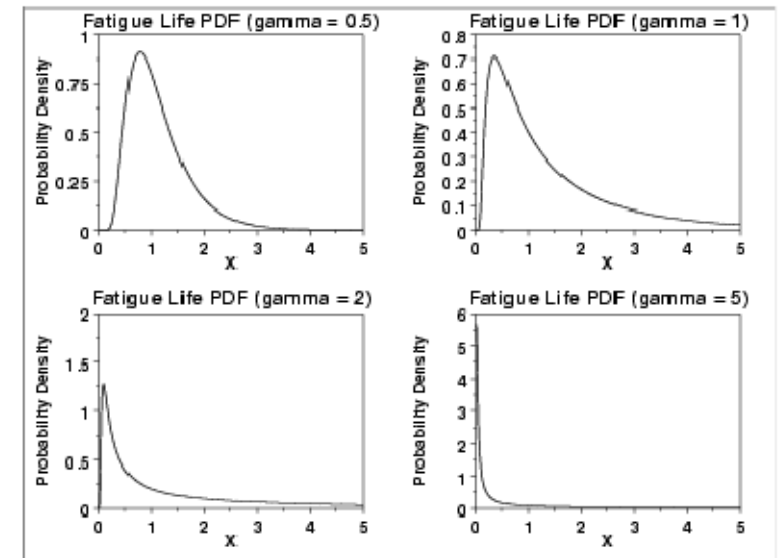 Fatigue Life PDF (gamma = 0.5)
1
0.75
0.5
0.25
0
Probability Density
0 1 2 3 4 5
X
Fatigue Life PDF (gamma = 1)
0.8
0.7
0.6
0.5
0.4
0.3
0.2
0.1
0
Probability Density
0 1 2 3 4 5
X
Fatigue Life PDF (gamma = 2)
2
1.5
1
0.5
0
Probability Density
0 1 2 3 4 5
X
Fatigue Life PDF (gamma = 5)
6
5
4
3
2
1
0
Probability Density
0 1 2 3 4 5
X